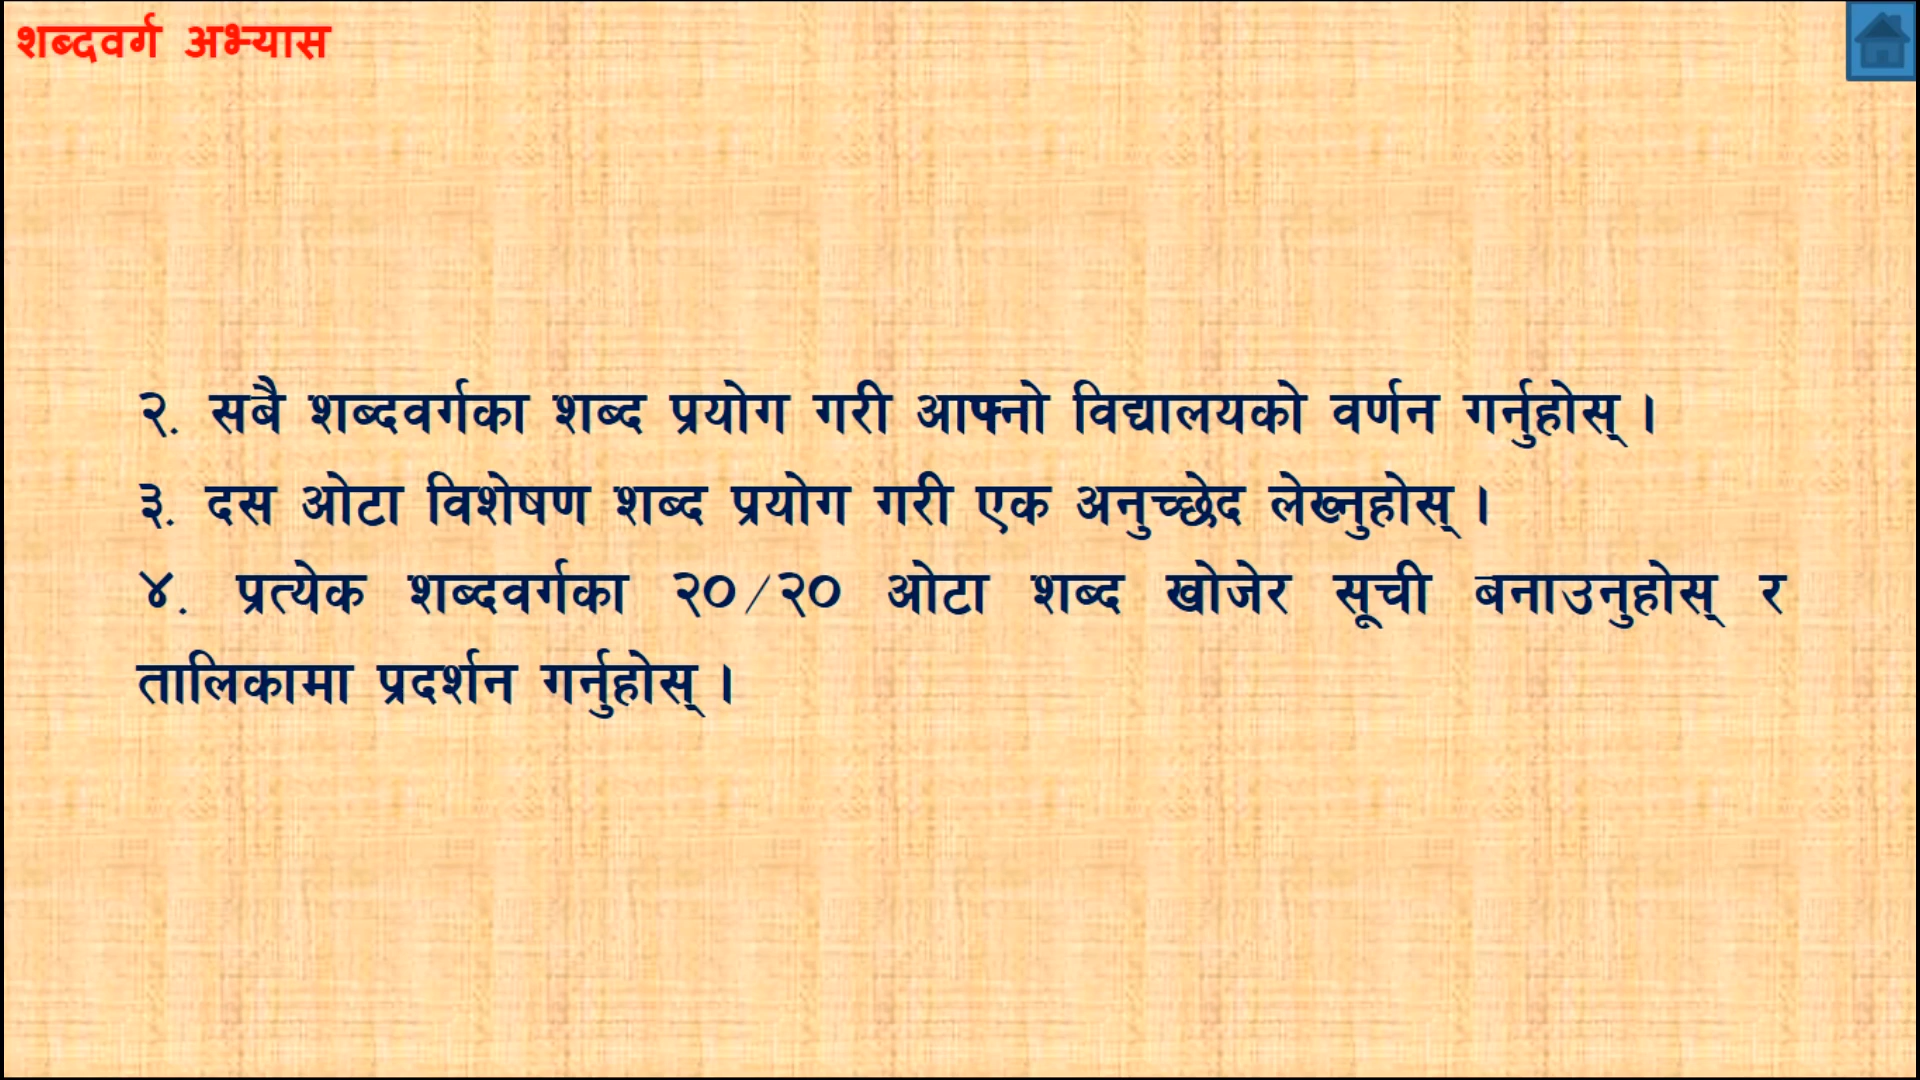 शब्दवर्ग अभ्यास
२. सबै शब्दवर्गका शब्द प्रयोग गरी आफ्नो विद्यालयको वर्णन गर्नुहोस् ।
३. दस ओटा विशेषण शब्द प्रयोग गरी एक अनुच्छेद लेख्नुहोस् ।
४. प्रत्येक शब्दवर्गका २०/२० ओटा शब्द खोजेर सूची बनाउनुहोस् र
तालिकामा प्रदर्शन गर्नुहोस् ।